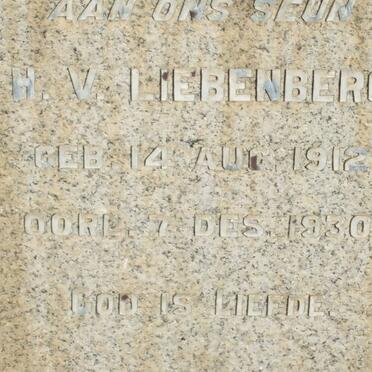 AAN ONS SEUN
H. V. LIEBENBERG
GEB 14 AUG 1912
OORL. 7 DES. 1930
GOD IS LIEFDE.